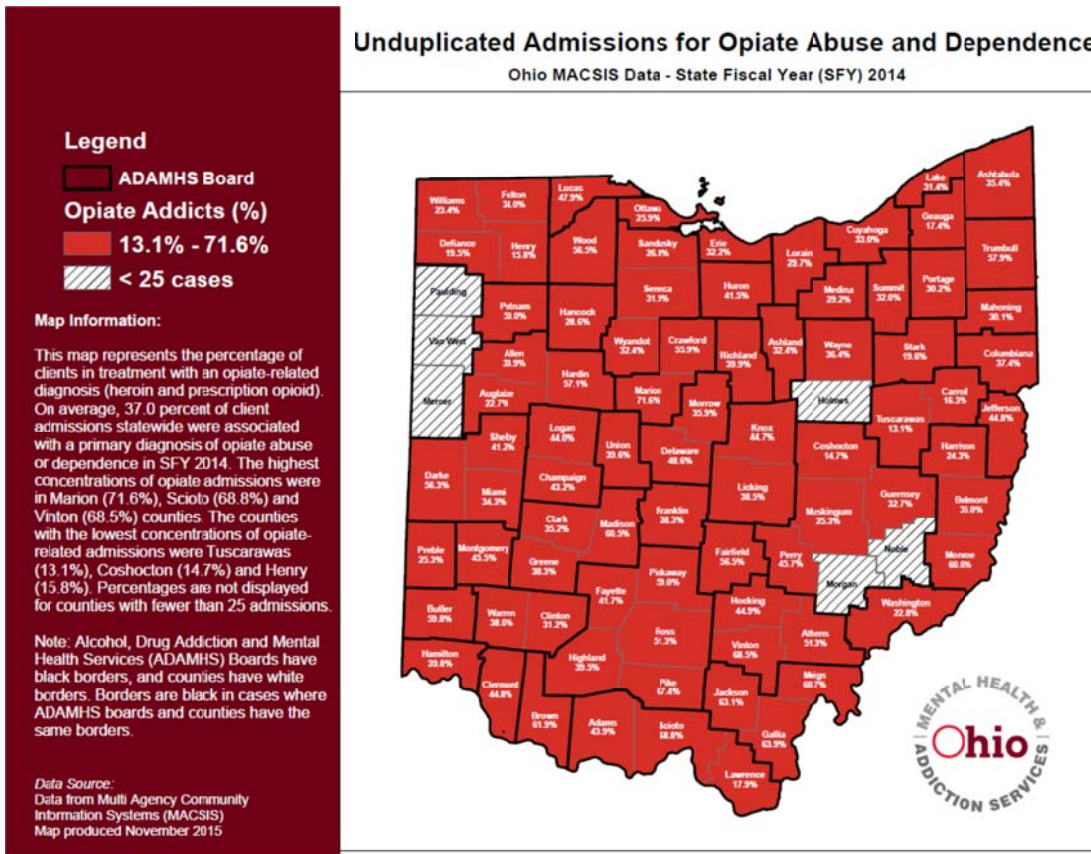 Unduplicated Admissions for Opiate Abuse and Dependence
Ohio MACSIS Data - State Fiscal Year (SFY) 2014
Legend
ADAMHS Board
Opiate Addicts (%)
13.1% - 71.6%
< 25 cases
Map Information:
This map represents the percentage of
clients in treatment with an opiate-related
diagnosis (heroin and prescription opioid).
On average, 37.0 percent of client
admissions statewide were associated
with a primary diagnosis of opiate abuse
or dependence in SFY 2014. The highest
concentrations of opiate admissions were
in Marion (71.6%), Scioto (68.8%) and
Vinton (68.5%) counties. The counties
with the lowest concentrations of opiate-
related admissions were Tuscarawas
(13.1%), Coshocton (14.7%) and Henry
(15.8%). Percentages are not displayed
for counties with fewer than 25 admissions.
Note: Alcohol, Drug Addiction and Mental
Health Services (ADAMHS) Boards have
black borders, and counties have white
borders. Borders are black in cases where
ADAMHS boards and counties have the
same borders.
Data Source:
Data from Multi Agency Community
Information Systems (MACSIS)
Map produced November 2015
Williams
23.4%
Fulton
Lucas
47.9%
Ottawa
25.9%
Lake
31.4%
Ashtabula
35.4%
Geauga
17.4%
Cuyahoga
33.0%
Defiance
19.5%
Henry
15.8%
Wood
56.5%
Sandusky
26.1%
Erie
32.2%
Lorain
Trumbull
57.9%
Paulding
Putnam
Hancock
28.6%
Seneca
31.9%
Huron
41.5%
Medina
29.2%
Summit
32.0%
Portage
30.2%
Mahoning
30.1%
Van Wert
Allen
Wyandot
32.4%
Crawford
55.9%
Richland
39.9%
Ashland
32.4%
Wayne
36.4%
Stark
19.6%
Columbiana
37.4%
Mercer
Auglaize
22.7%
Hardin
57.1%
Marion
71.6%
Morrow
35.9%
Holmes
Tuscarawas
13.1%
Carrol
16.3%
Jefferson
44.8%
Shelby
41.2%
Logan
44.0%
Union
39.6%
Delaware
48.6%
Knox
44.7%
Coshocton
14.7%
Harrison
24.3%
Darke
56.3%
Miami
34.3%
Champaign
43.2%
Licking
38.5%
Guernsey
32.7%
Belmont
Clark
35.2%
Madison
60.5%
Franklin
38.3%
Muskingum
25.3%
Preble
25.3%
Montgomery
45.5%
Greene
38.3%
Fairfield
56.5%
Perry
45.7%
Noble
Monroe
60.0%
Morgan
Fayette
41.7%
Pickaway
Hocking
44.9%
Washington
22.8%
Butler
59.8%
Warren
38.0%
Clinton
31.2%
Ross
Vinton
68.5%
Athens
Hamilton
39.8%
Highland
39.5%
Meigs
60.7%
Clermont
44.8%
Pike
Jackson
63.1%
Brown
61.9%
Adams
43.9%
Scioto
68.8%
Gallia
63.9%
Lawrence
17.9%
MENTAL HEALTH &
Ohio
ADDICTION SERVICES